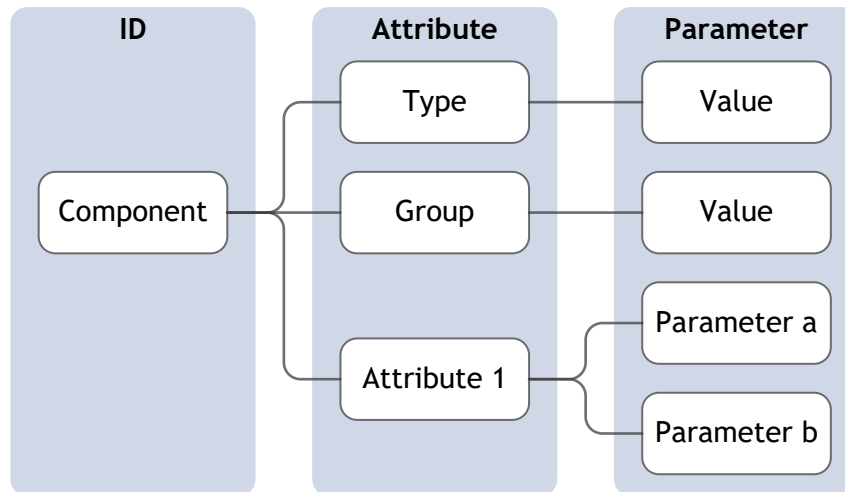 ID
Attribute
Parameter
Type
Value
Component
Group
Value
Parameter a
Attribute 1
Parameter b